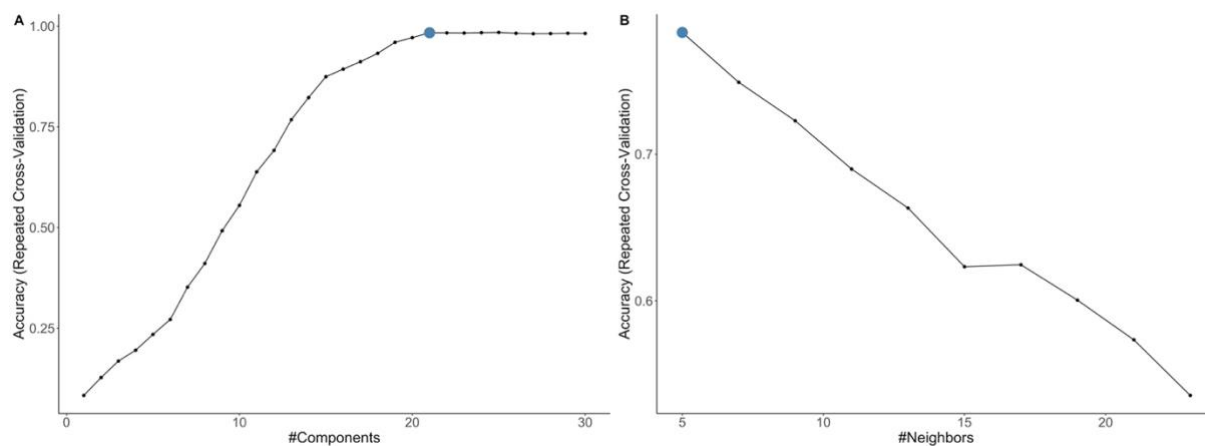 A
Accuracy (Repeated Cross-Validation)
1.00
0.75
0.50
0.25
0
10
20
30
#Components
B
Accuracy (Repeated Cross-Validation)
0.7
0.6
5
10
15
20
#Neighbors